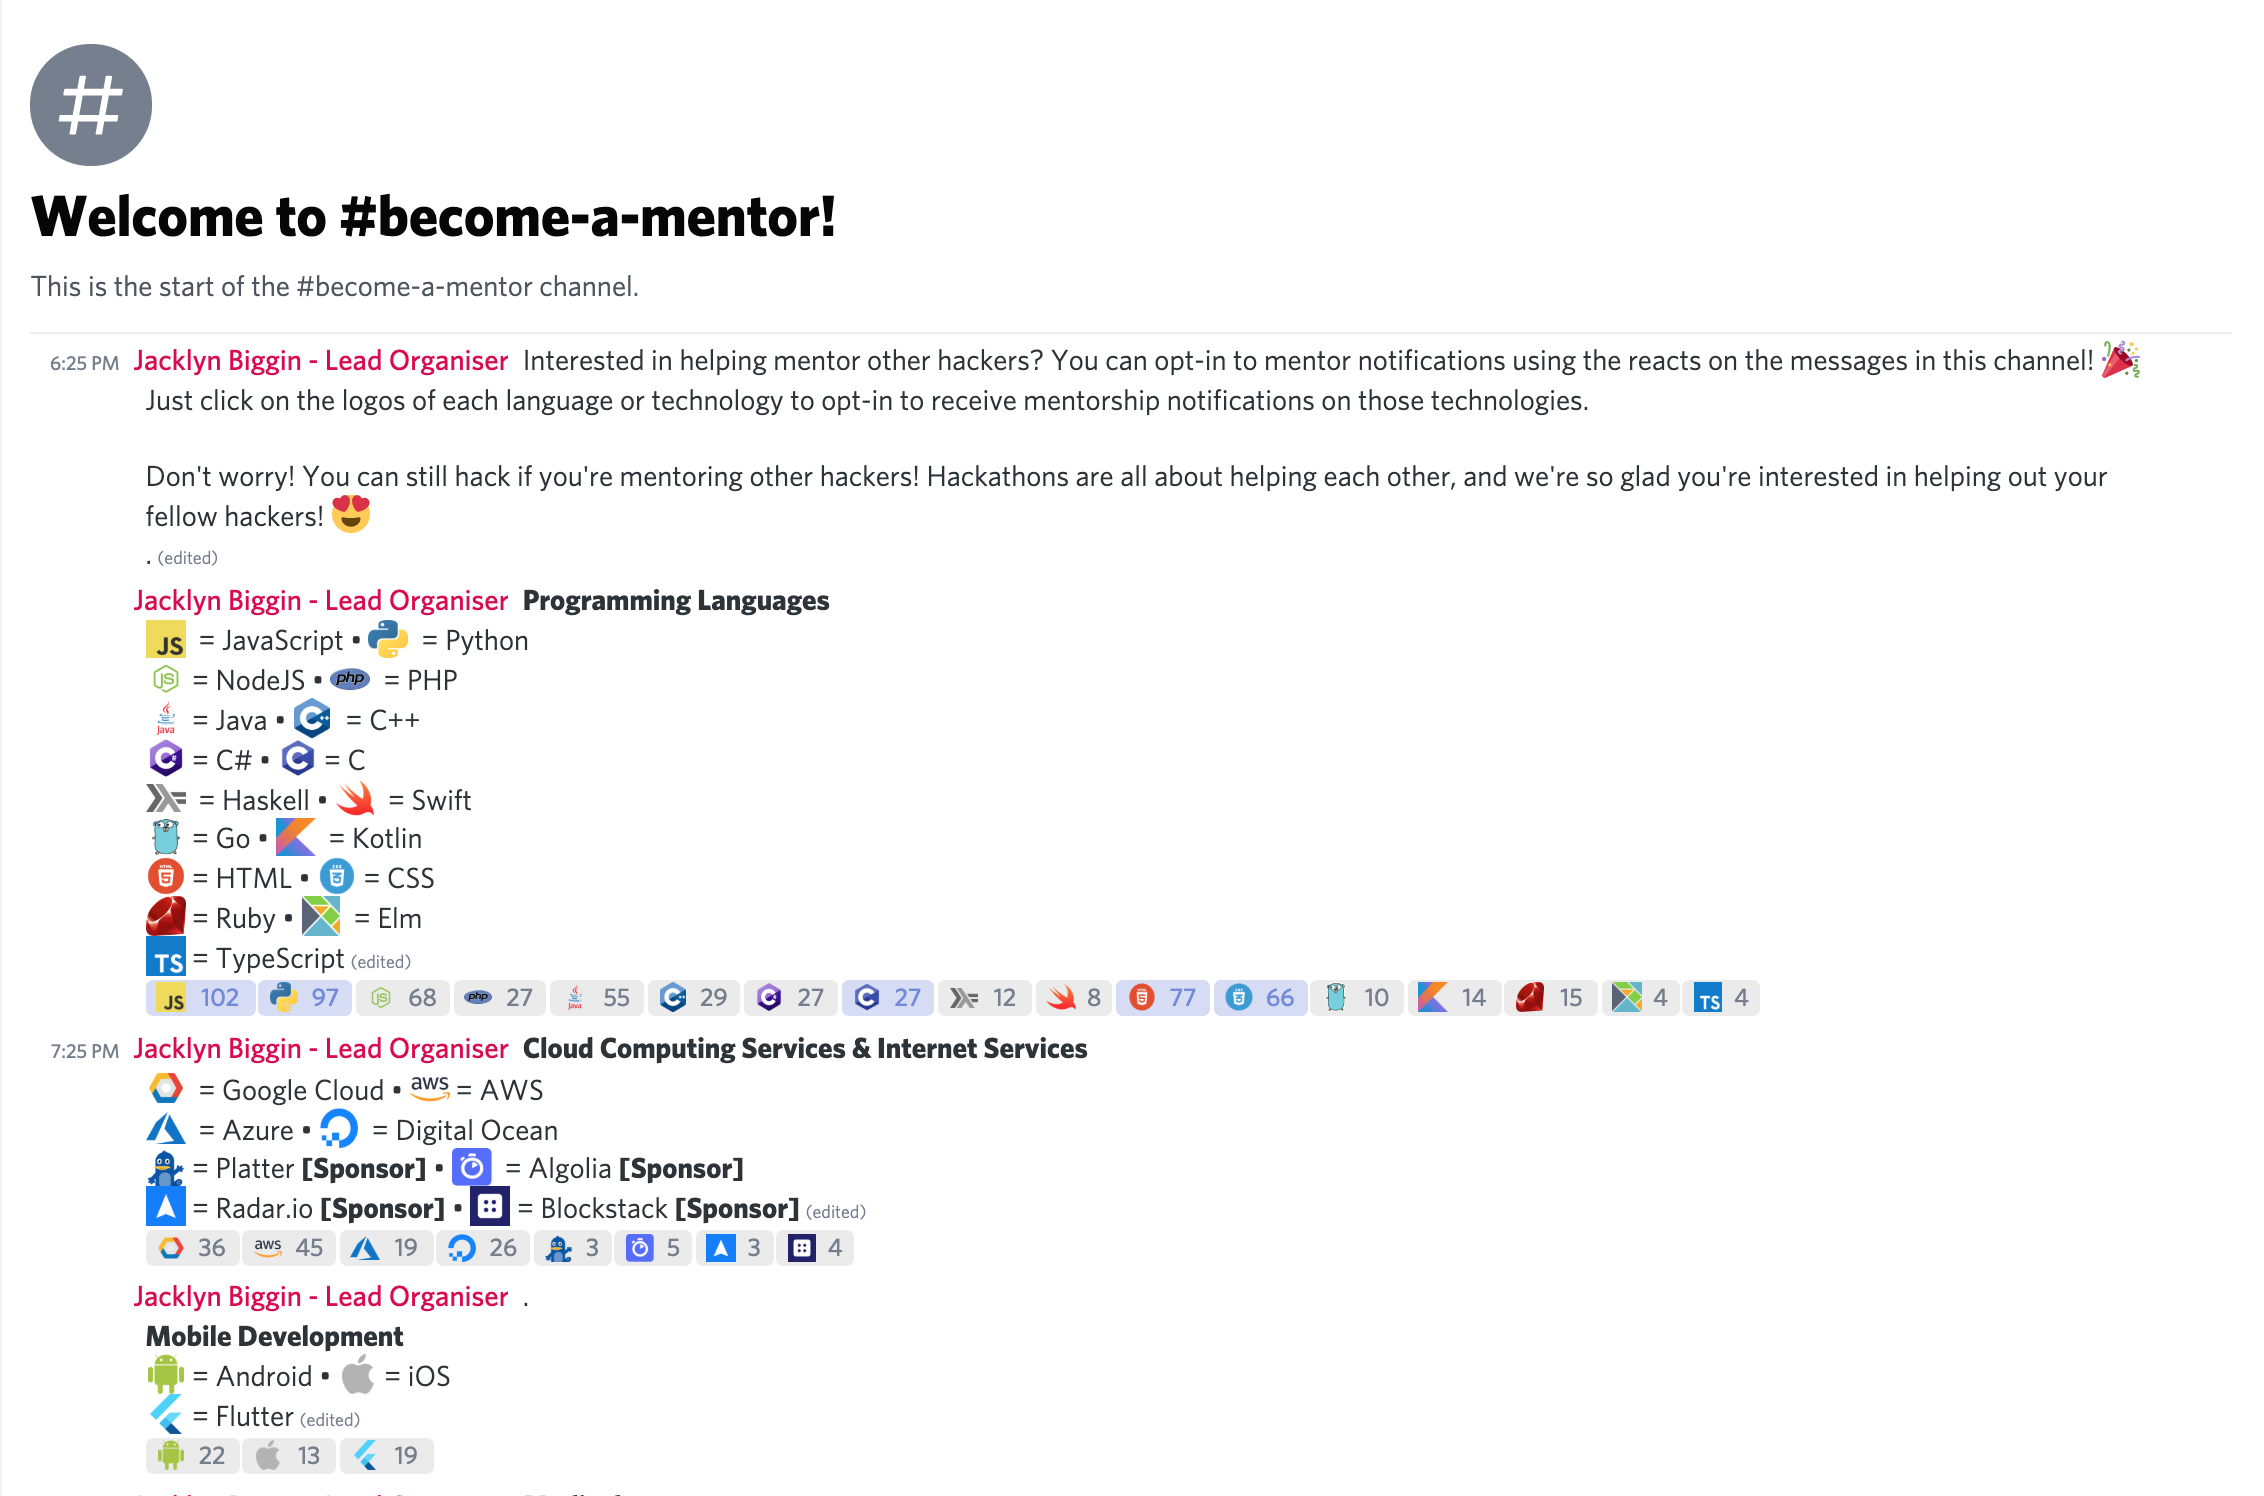 #
Welcome to #become-a-mentor!
This is the start of the #become-a-mentor channel.
6:25 PM Jacklyn Biggin - Lead Organiser Interested in helping mentor other hackers? You can opt-in to mentor notifications using the reacts on the messages in this channel!
Just click on the logos of each language or technology to opt-in to receive mentorship notifications on those technologies.
Don't worry! You can still hack if you're mentoring other hackers! Hackathons are all about helping each other, and we're so glad you're interested in helping out your
fellow hackers!
. (edited)
Jacklyn Biggin - Lead Organiser Programming Languages
JS = JavaScript • = Python
JS = NodeJS • php = PHP
Java = Java • C++ = C++
C# = C# • C = C
= Haskell • = Swift
= Go • = Kotlin
HTML 5 = HTML • CSS 3 = CSS
= Ruby • = Elm
TS = TypeScript (edited)
JS 102 97 JS 68 php 27 Java 55 C++ 29 C# 27 C 27 12 8 5 77 3 66 10 14 15 4 TS 4
7:25 PM Jacklyn Biggin - Lead Organiser Cloud Computing Services & Internet Services
= Google Cloud • aws = AWS
= Azure • = Digital Ocean
= Platter [Sponsor] • = Algolia [Sponsor]
= Radar.io [Sponsor] • = Blockstack [Sponsor] (edited)
36 aws 45 19 26 3 5 3 4
Jacklyn Biggin - Lead Organiser .
Mobile Development
= Android • = iOS
= Flutter (edited)
22 13 19